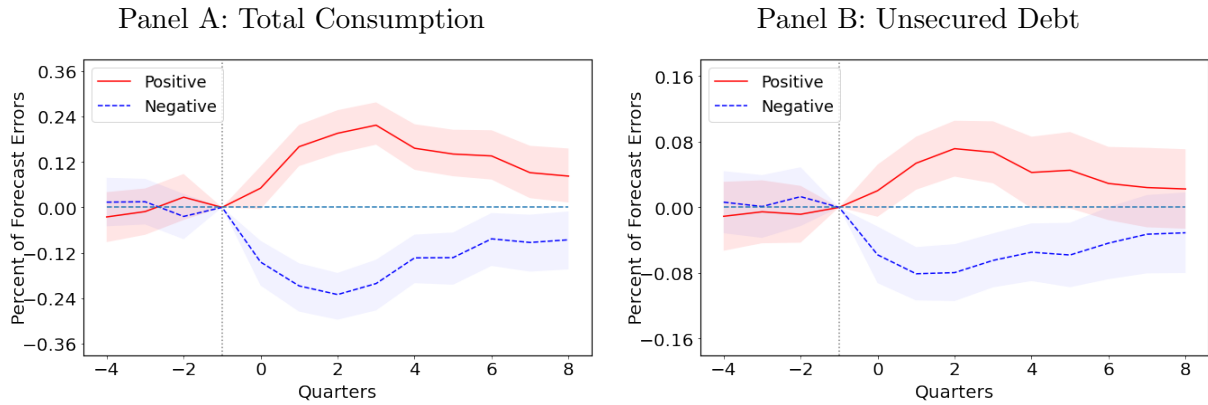 Panel A: Total Consumption
Percent of Forecast Errors
0.36
0.24
0.12
0.00
−0.12
−0.24
−0.36
Positive
Negative
−4 −2 0 2 4 6 8
Quarters
Panel B: Unsecured Debt
Percent of Forecast Errors
0.16
0.08
0.00
−0.08
−0.16
Positive
Negative
−4 −2 0 2 4 6 8
Quarters